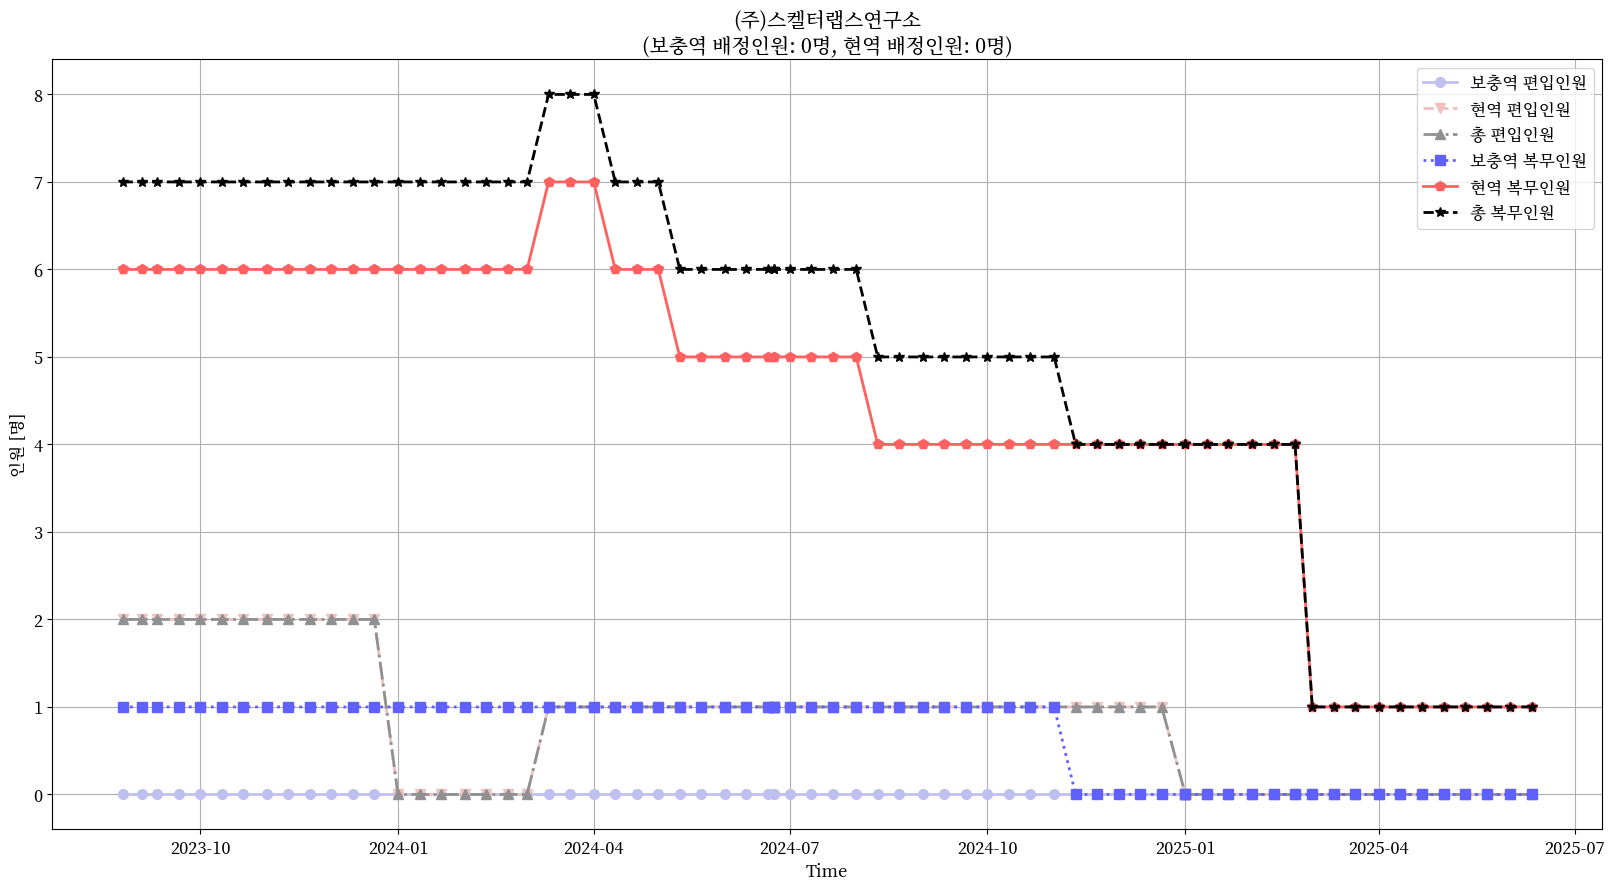 (주)스켈터랩스연구소
(보충역 배정인원: 0명, 현역 배정인원: 0명)
보충역 편입인원
현역 편입인원
총 편입인원
보충역 복무인원
현역 복무인원
총 복무인원
인원 [명]
8
7
6
5
4
3
2
1
0
2023-10
2024-01
2024-04
2024-07
2024-10
2025-01
2025-04
2025-07
Time